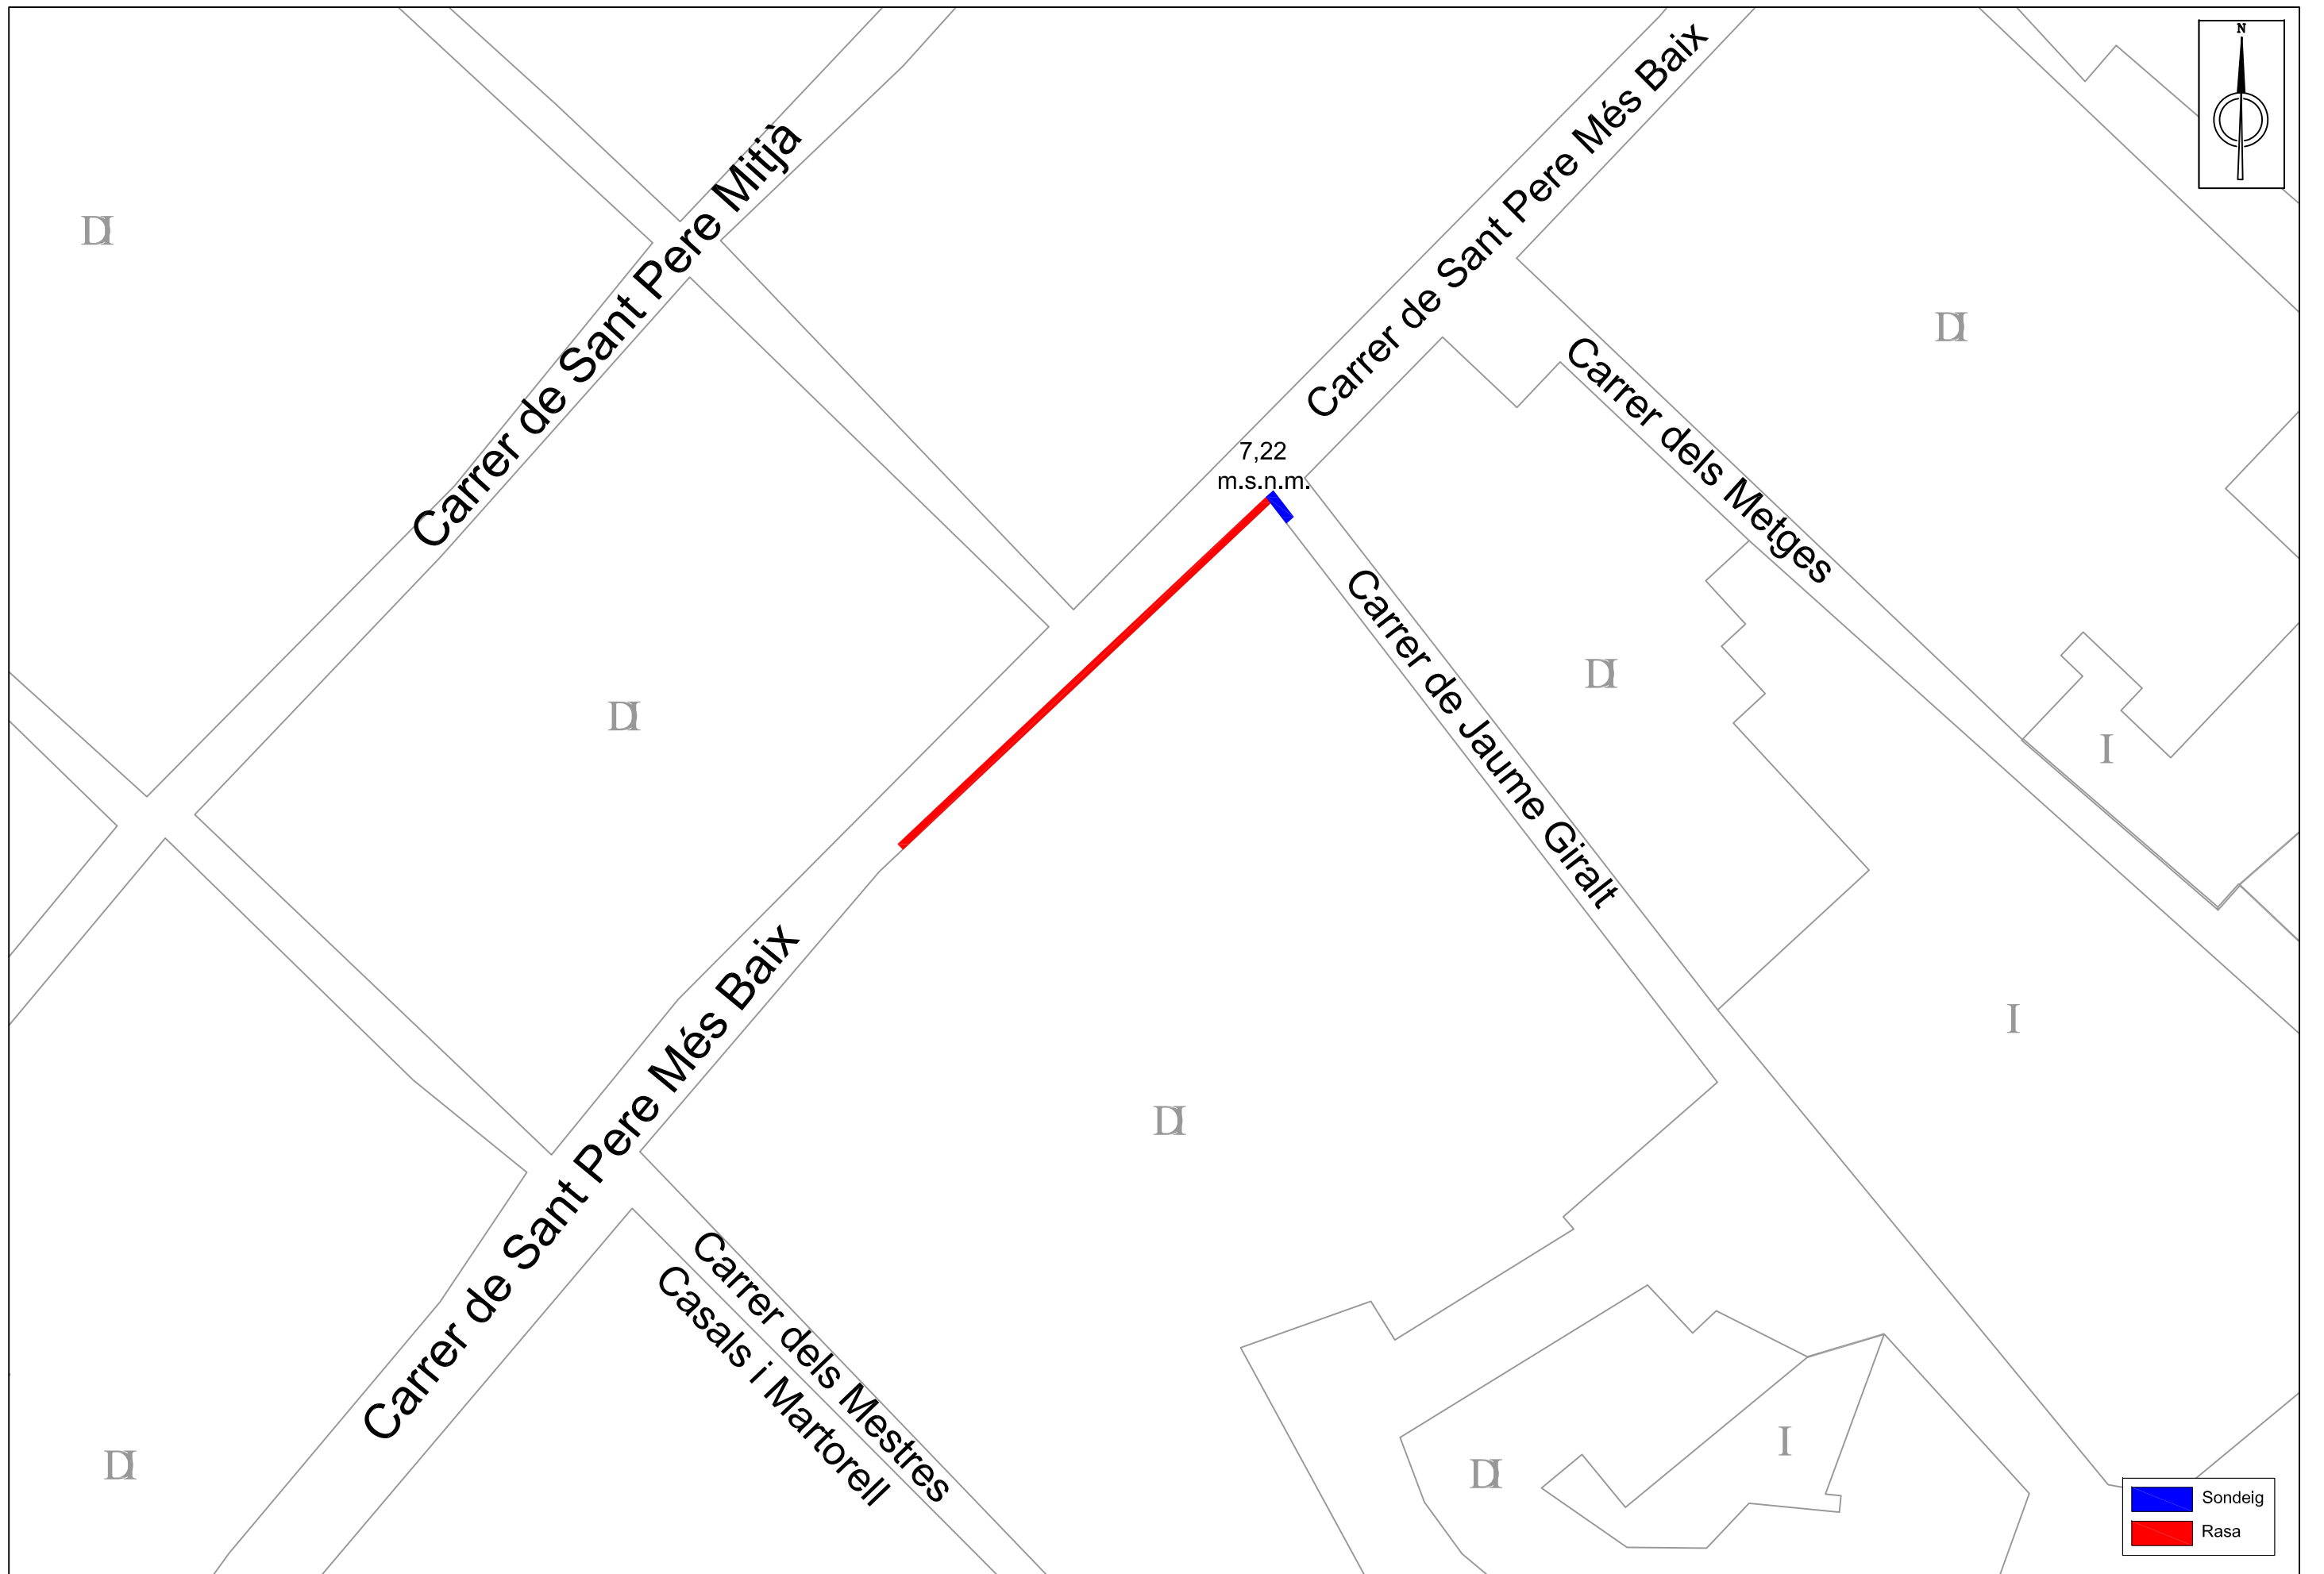 N
Carrer de Sant Pere Mitjà
Carrer de Sant Pere Més Baix
D
I
D
I
Carrer dels Metges
7,22
m.s.n.m.
Carrer de Jaume Giralt
D
I
D
I
I
I
Carrer de Sant Pere Més Baix
D
I
Carrer dels Mestres
Casals i Martorell
D
I
D
I
I
Sondeig
Rasa